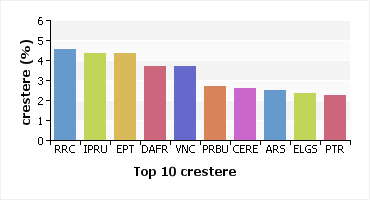 crestere (%)
6
5
4
3
2
1
0
RRC IPRU EPT DAFR VNC PRBU CERE ARS ELGS PTR
Top 10 crestere